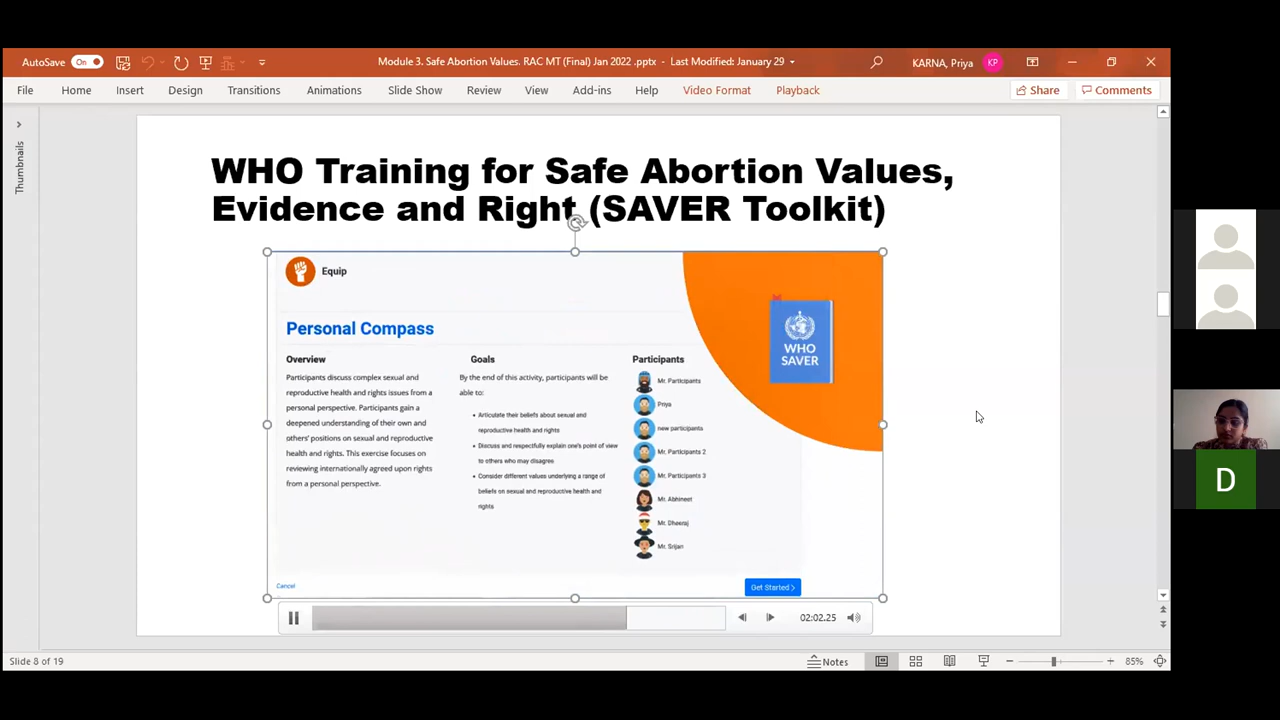 AutoSave On
Module 3. Safe Abortion Values. RAC MT (Final) Jan 2022 .pptx - Last Modified: January 29
KARNA, Priya KP
File Home Insert Design Transitions Animations Slide Show Review View Add-ins Help Video Format Playback Share Comments
Thumbnails
WHO Training for Safe Abortion Values,
Evidence and Right (SAVER Toolkit)
Equip
Personal Compass
Overview
Participants discuss complex sexual and
reproductive health and rights issues from a
personal perspective. Participants gain a
deepened understanding of their own and
others' positions on sexual and reproductive
health and rights. This exercise focuses on
reviewing internationally agreed upon rights
from a personal perspective.
Goals
By the end of this activity, participants will be
able to:
• Articulate their beliefs about sexual and
reproductive health and rights
• Discuss and respectfully explain one's point of view
to others who may disagree
• Consider different values underlying a range of
beliefs on sexual and reproductive health and
rights
Participants
Mr. Participants
Priya
new participants
Mr. Participants 2
Mr. Participants 3
Mr. Abhineet
Mr. Dheeraj
Mr. Srijan
WHO
SAVER
Cancel
Get Started >
02:02.25
D
Slide 8 of 19
Notes
85%